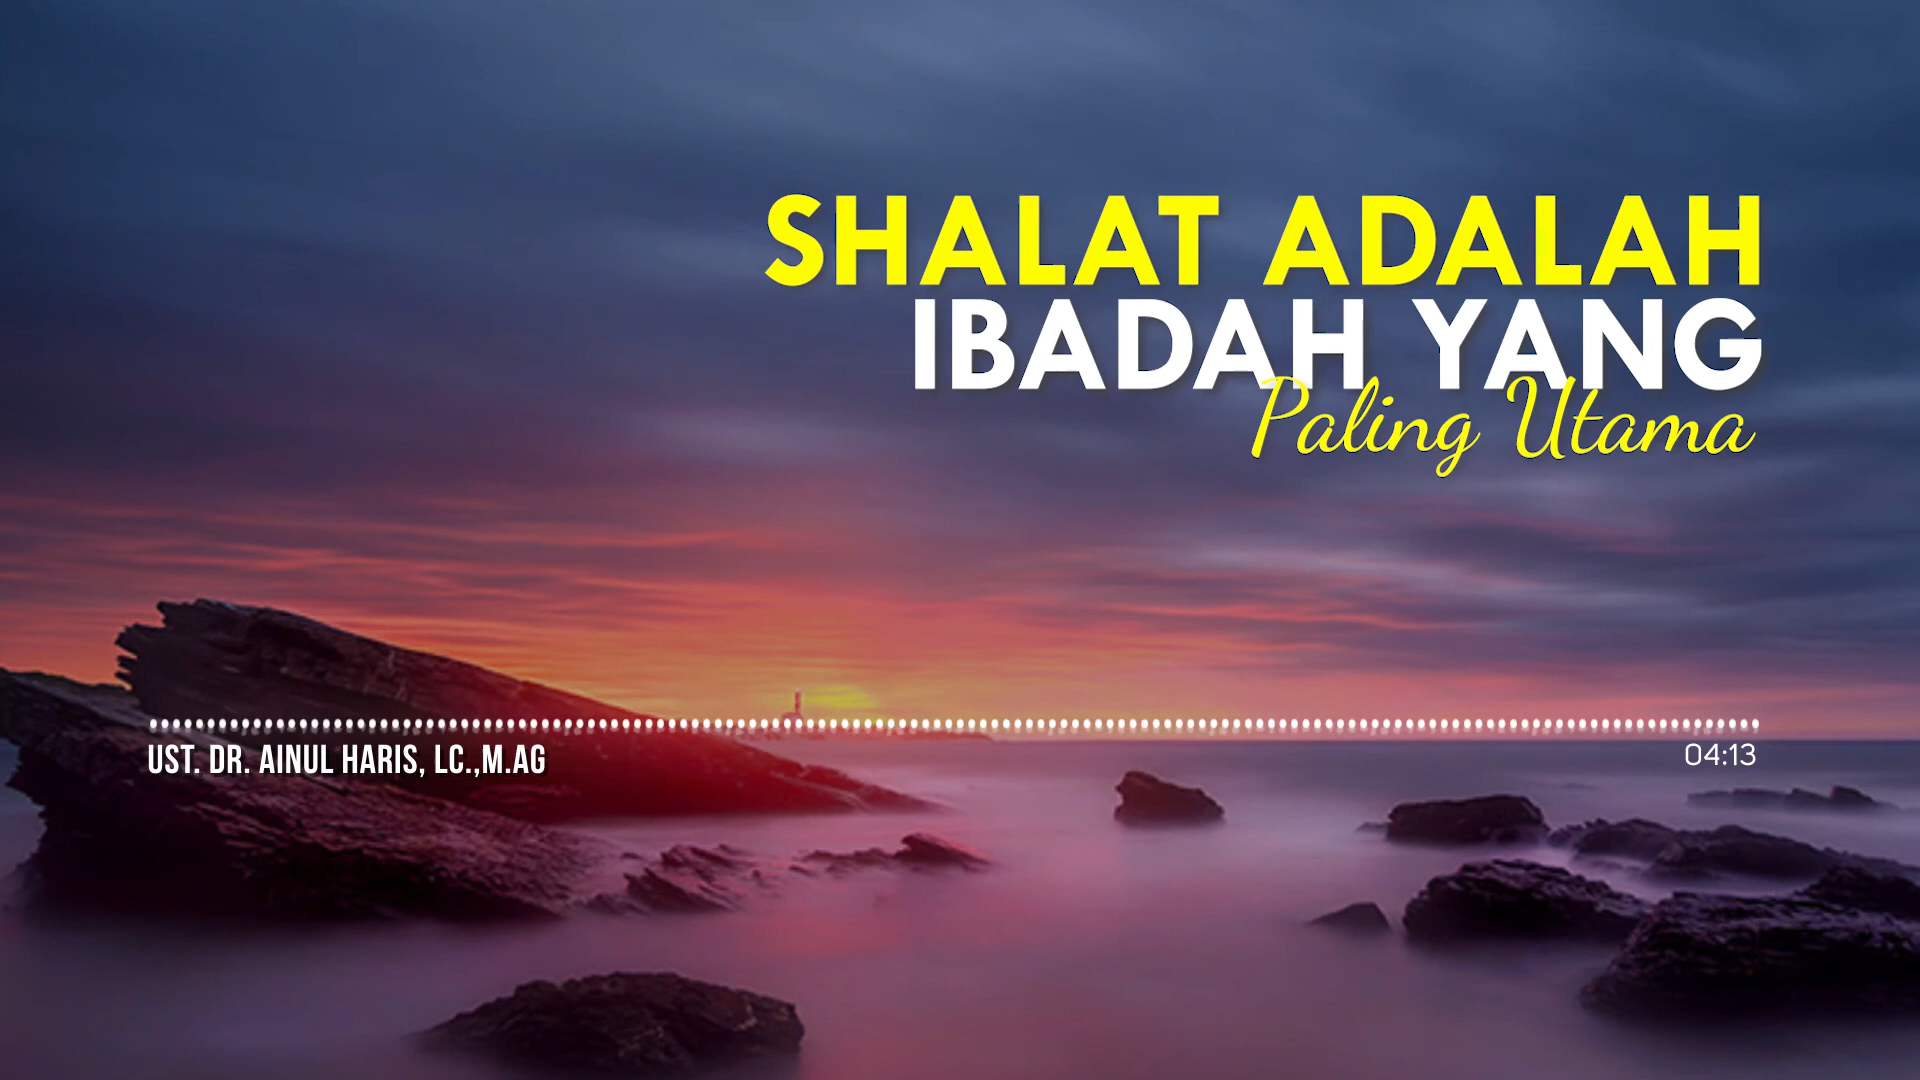 SHALAT ADALAH
IBADAH YANG
Paling Utama
UST. DR. AINUL HARIS, LC.,M.AG
04:13